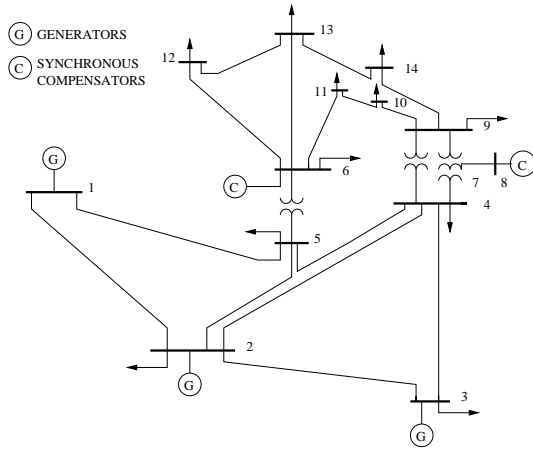 G GENERATORS
C SYNCHRONOUS
COMPENSATORS
13
12
14
11
10
9
G
C
6
7
8
C
1
4
5
2
G
3
G